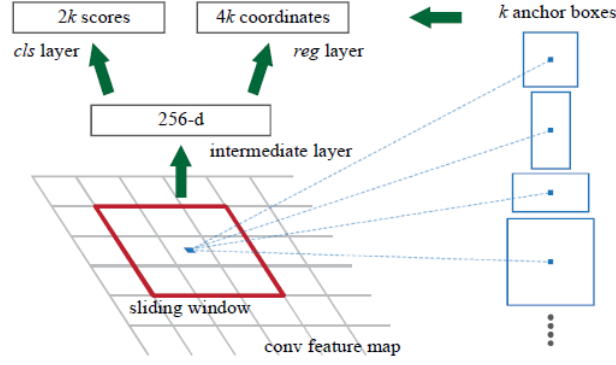 2k scores
4k coordinates
k anchor boxes
cls layer
reg layer
256-d
intermediate layer
sliding window
conv feature map